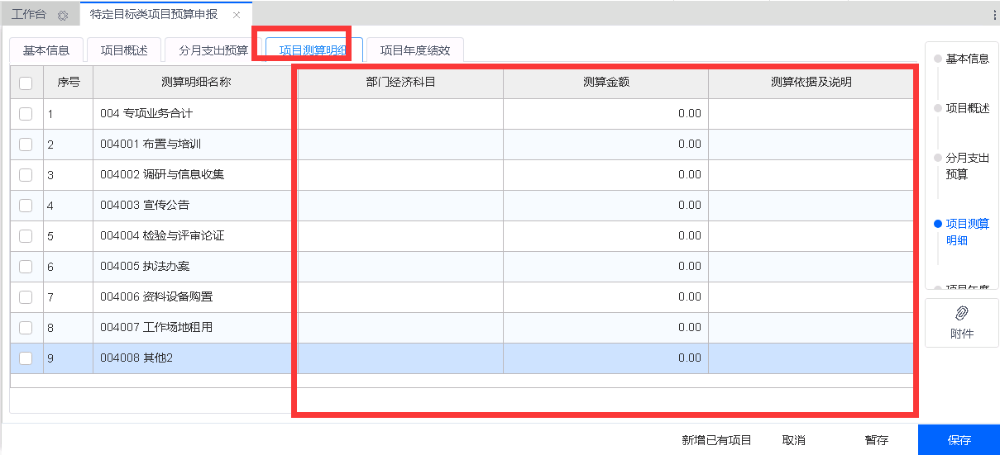 工作台
特定目标类项目预算申报
基本信息
项目概述
分月支出预算
项目测算明细
项目年度绩效
序号 测算明细名称 部门经济科目 测算金额 测算依据及说明
1 004 专项业务合计 0.00
2 004001 布置与培训 0.00
3 004002 调研与信息收集 0.00
4 004003 宣传公告 0.00
5 004004 检验与评审论证 0.00
6 004005 执法办案 0.00
7 004006 资料设备购置 0.00
8 004007 工作场地租用 0.00
9 004008 其他2 0.00
基本信息
项目概述
分月支出
预算
项目测算
明细
项目年度
附件
新增已有项目
取消
暂存
保存